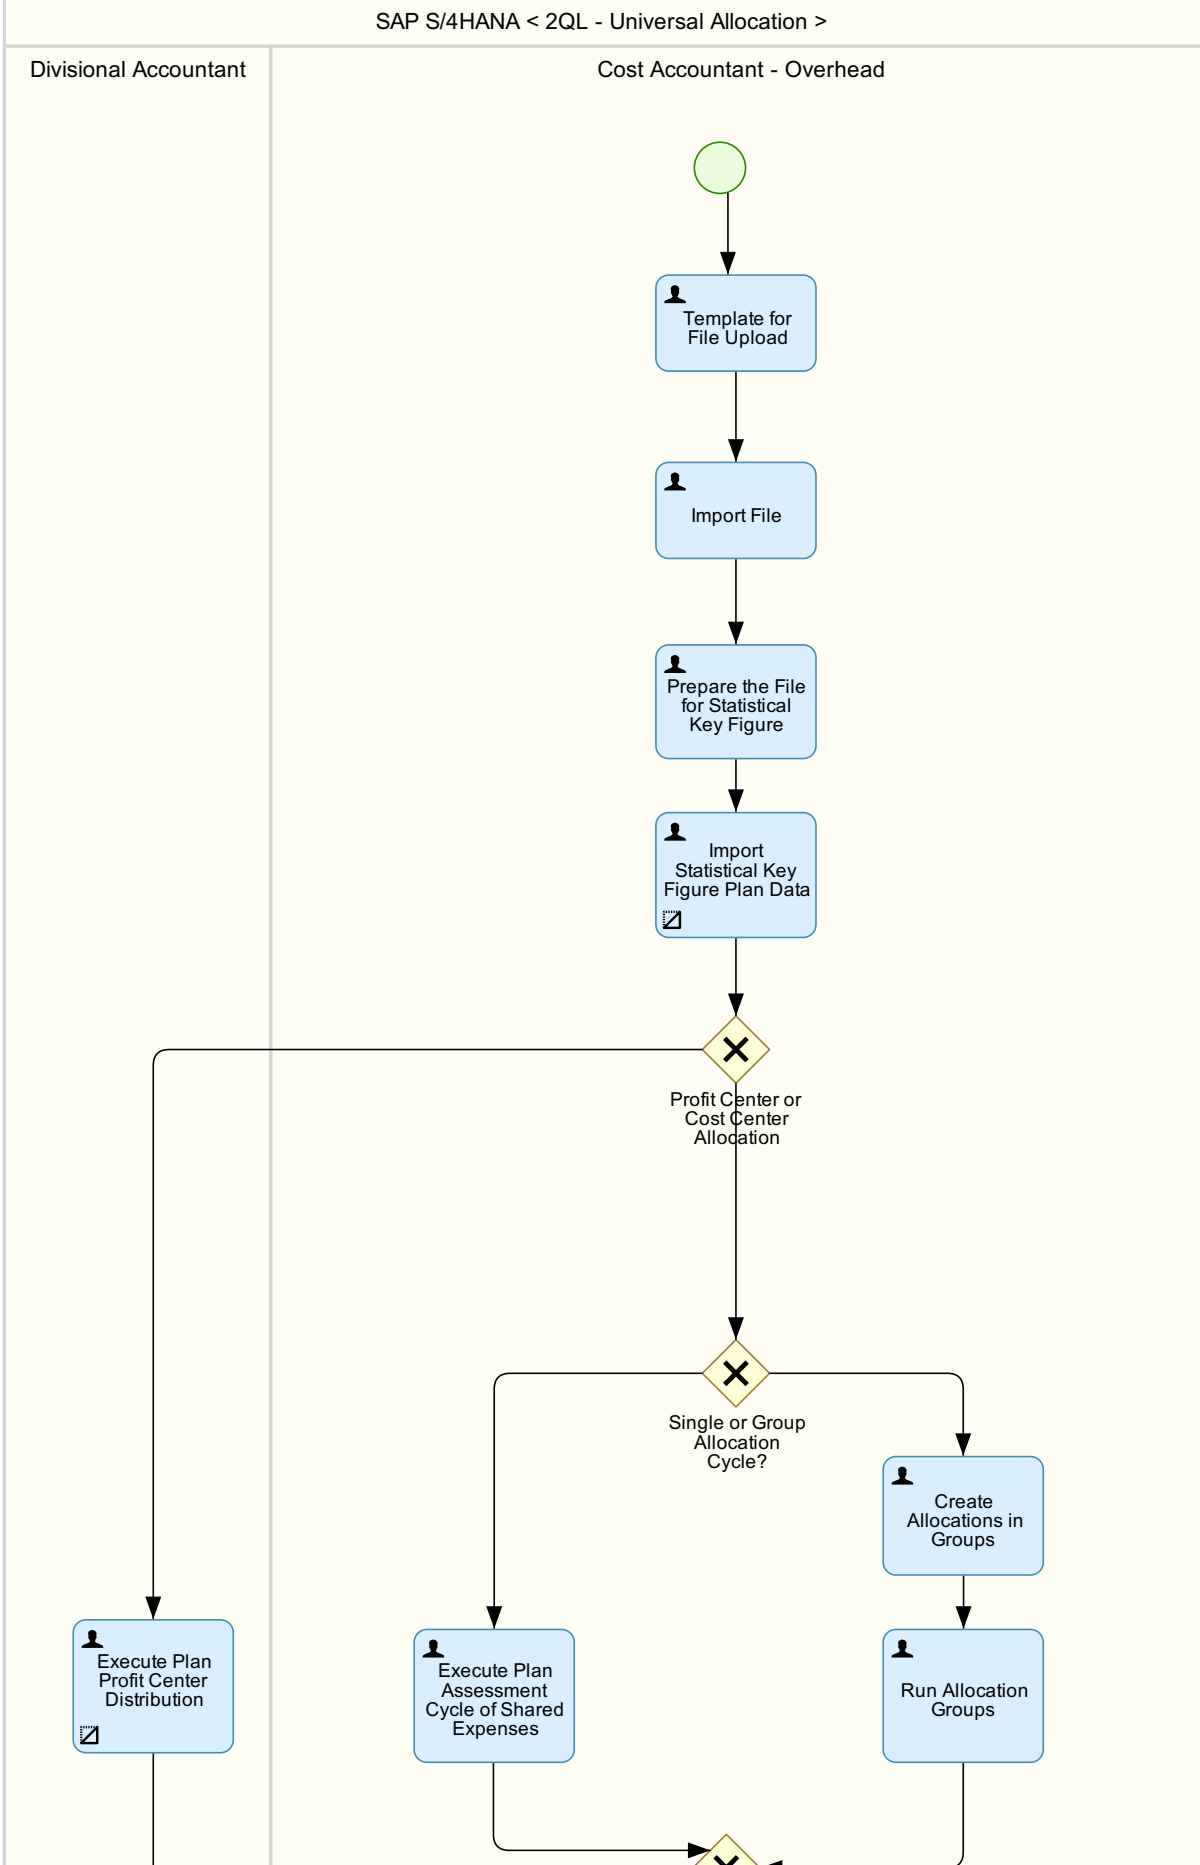 SAP S/4HANA < 2QL - Universal Allocation >
Divisional Accountant
Cost Accountant - Overhead
Template for
File Upload
Import File
Prepare the File
for Statistical
Key Figure
Import
Statistical Key
Figure Plan Data
Profit Center or
Cost Center
Allocation
Single or Group
Allocation
Cycle?
Create
Allocations in
Groups
Execute Plan
Profit Center
Distribution
Execute Plan
Assessment
Cycle of Shared
Expenses
Run Allocation
Groups